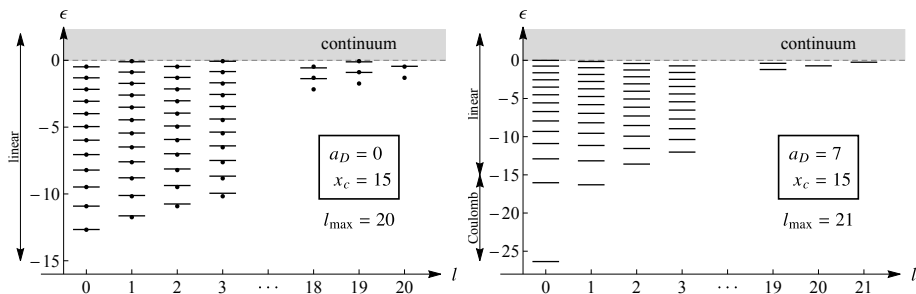 ϵ
continuum
0
−5
−10
−15
linear
a_D = 0
x_c = 15
l_max = 20
0 1 2 3 ··· 18 19 20 l
ϵ
continuum
0
−5
−10
−15
−20
−25
linear
Coulomb
a_D = 7
x_c = 15
l_max = 21
0 1 2 3 ··· 19 20 21 l